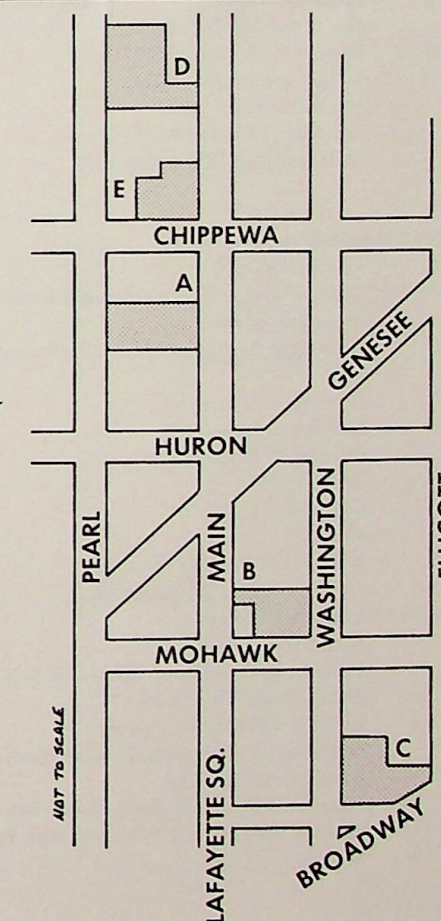 D
E
CHIPPEWA
A
GENESEE
HURON
PEARL
MAIN
WASHINGTON
B
MOHAWK
NOT TO SCALE
LAFAYETTE SQ.
C
BROADWAY